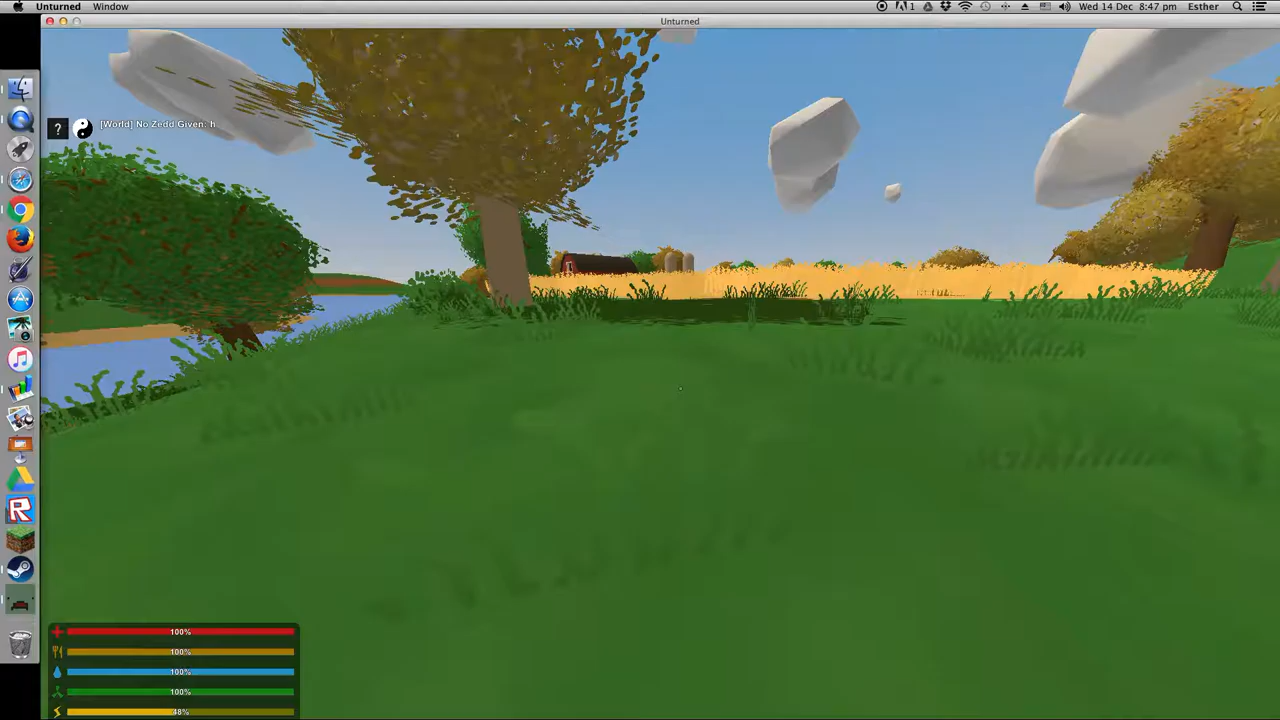 Unturned Window 1 Wed 14 Dec 8:47 pm Esther
Unturned
? [World] No Zedd Given: h
100%
100%
100%
100%
48%